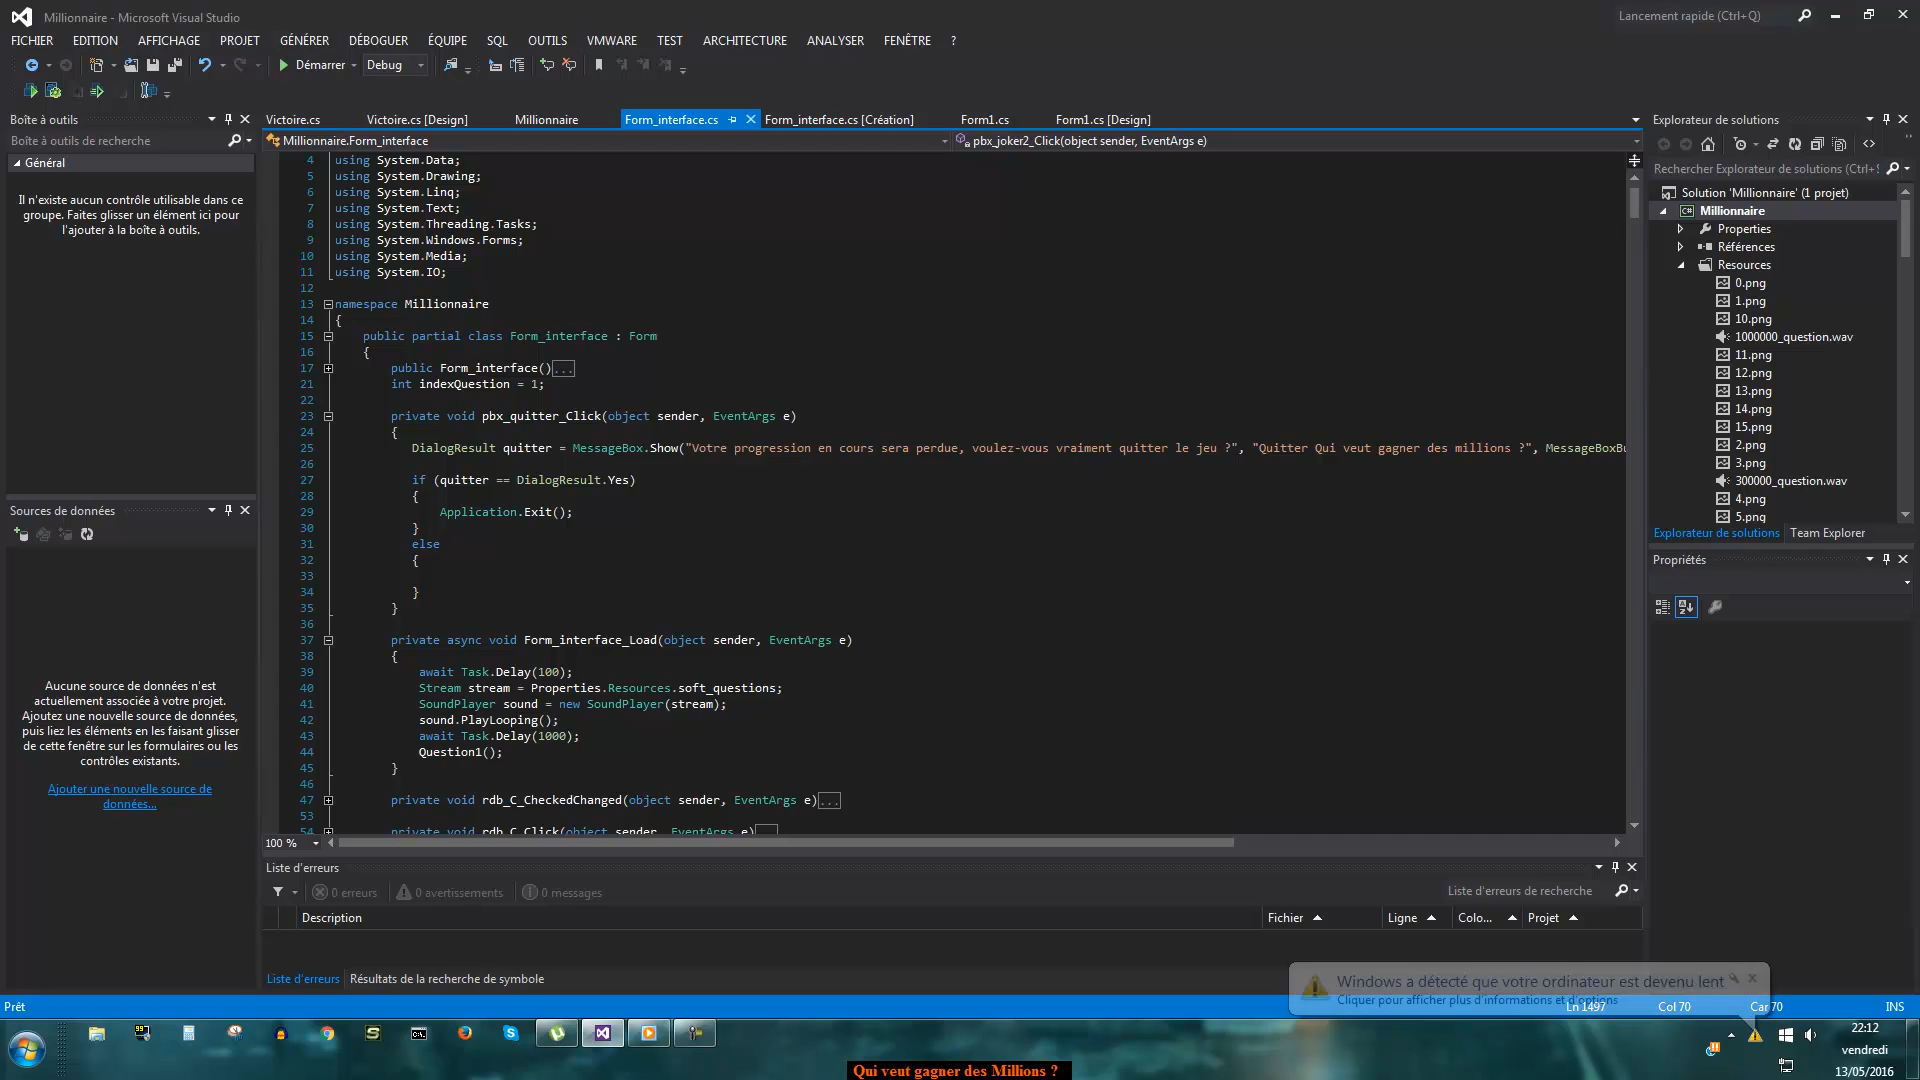 Millionnaire - Microsoft Visual Studio
Lancement rapide (Ctrl+Q)
FICHIER EDITION AFFICHAGE PROJET GÉNÉRER DÉBOGUER ÉQUIPE SQL OUTILS VMWARE TEST ARCHITECTURE ANALYSER FENÊTRE ?
Démarrer Debug
Boîte à outils
Boîte à outils de recherche
Général
Il n'existe aucun contrôle utilisable dans ce
groupe. Faites glisser un élément ici pour
l'ajouter à la boîte à outils.
Sources de données
Aucune source de données n'est
actuellement associée à votre projet.
Ajoutez une nouvelle source de données,
puis liez les éléments en les faisant glisser
de cette fenêtre sur les formulaires ou les
contrôles existants.
Ajouter une nouvelle source de
données...
Victoire.cs Victoire.cs [Design] Millionnaire Form_interface.cs Form_interface.cs [Création] Form1.cs Form1.cs [Design]
Millionnaire.Form_interface pbx_joker2_Click(object sender, EventArgs e)
4 using System.Data;
5 using System.Drawing;
6 using System.Linq;
7 using System.Text;
8 using System.Threading.Tasks;
9 using System.Windows.Forms;
10 using System.Media;
11 using System.IO;
12
13 namespace Millionnaire
14 {
15 public partial class Form_interface : Form
16 {
17 public Form_interface()...
21 int indexQuestion = 1;
22
23 private void pbx_quitter_Click(object sender, EventArgs e)
24 {
25 DialogResult quitter = MessageBox.Show("Votre progression en cours sera perdue, voulez-vous vraiment quitter le jeu ?", "Quitter Qui veut gagner des millions ?", MessageBoxBu
26
27 if (quitter == DialogResult.Yes)
28 {
29 Application.Exit();
30 }
31 else
32 {
33
34 }
35 }
36
37 private async void Form_interface_Load(object sender, EventArgs e)
38 {
39 await Task.Delay(100);
40 Stream stream = Properties.Resources.soft_questions;
41 SoundPlayer sound = new SoundPlayer(stream);
42 sound.PlayLooping();
43 await Task.Delay(1000);
44 Question1();
45 }
46
47 private void rdb_C_CheckedChanged(object sender, EventArgs e)...
53
54 private void rdb_C_Click(object sender, EventArgs e)
100 %
Liste d'erreurs
0 erreurs 0 avertissements 0 messages
Liste d'erreurs de recherche
Description Fichier Ligne Colo... Projet
Liste d'erreurs Résultats de la recherche de symbole
Explorateur de solutions
Rechercher Explorateur de solutions (Ctrl+
Solution 'Millionnaire' (1 projet)
C# Millionnaire
Properties
Références
Resources
0.png
1.png
10.png
1000000_question.wav
11.png
12.png
13.png
14.png
15.png
2.png
3.png
300000_question.wav
4.png
5.png
Explorateur de solutions Team Explorer
Propriétés
Windows a détecté que votre ordinateur est devenu lent
Cliquer pour afficher plus d'informations et d'options
Prêt Ln 1497 Col 70 Car 70 INS
22:12
vendredi
13/05/2016
Qui veut gagner des Millions ?